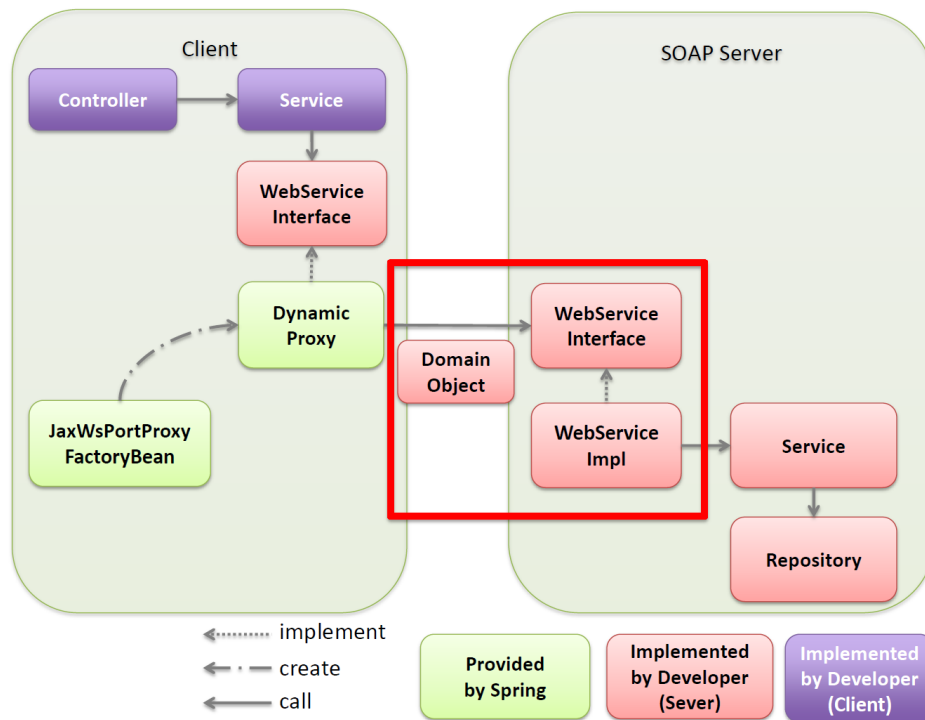 Client
SOAP Server
Controller
Service
WebService
Interface
Dynamic
Proxy
WebService
Interface
Domain
Object
JaxWsPortProxy
FactoryBean
WebService
Impl
Service
Repository
implement
create
call
Provided
by Spring
Implemented
by Developer
(Sever)
Implemented
by Developer
(Client)